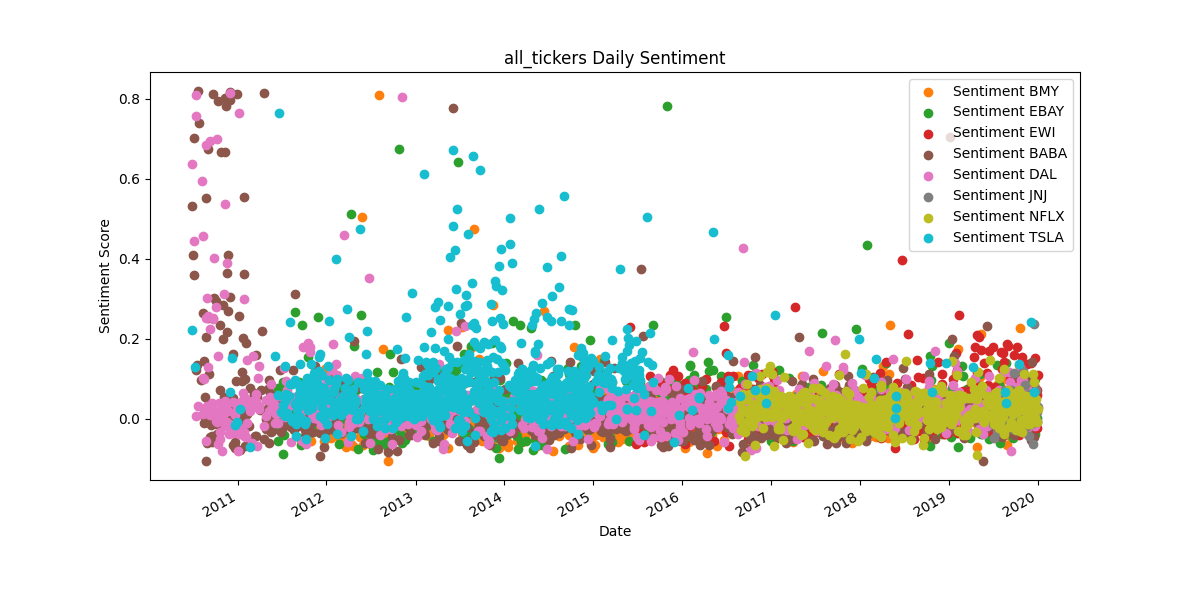 all_tickers Daily Sentiment
Sentiment Score
0.8
0.6
0.4
0.2
0.0
Sentiment BMY
Sentiment EBAY
Sentiment EWI
Sentiment BABA
Sentiment DAL
Sentiment JNJ
Sentiment NFLX
Sentiment TSLA
2011
2012
2013
2014
2015
2016
2017
2018
2019
2020
Date